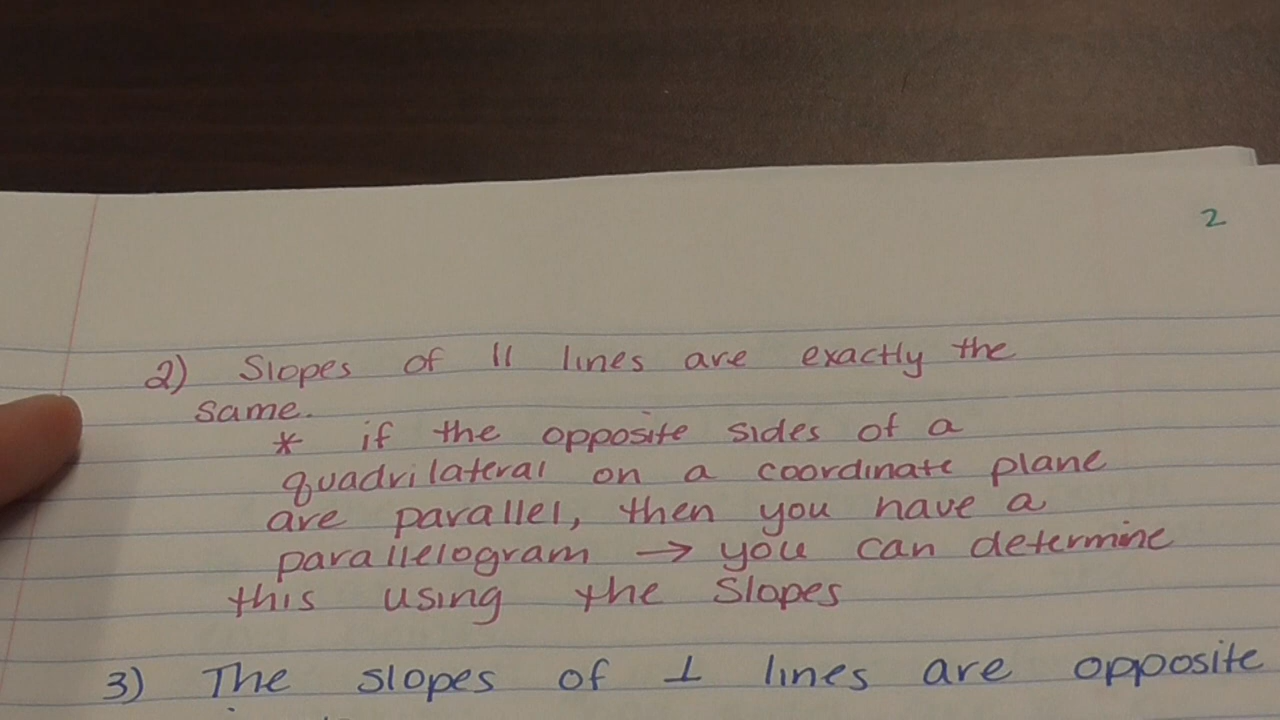 2
2) Slopes of || lines are exactly the
same.
* if the opposite sides of a
quadrilateral on a coordinate plane
are parallel, then you have a
parallelogram → you can determine
this using the slopes
3) The slopes of ⊥ lines are opposite